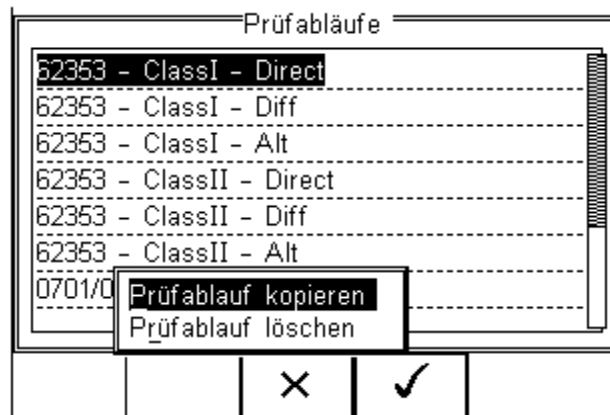 Prüfabläufe
62353 - ClassI - Direct
62353 - ClassI - Diff
62353 - ClassI - Alt
62353 - ClassII - Direct
62353 - ClassII - Diff
62353 - ClassII - Alt
0701/0
Prüfablauf kopieren
Prüfablauf löschen